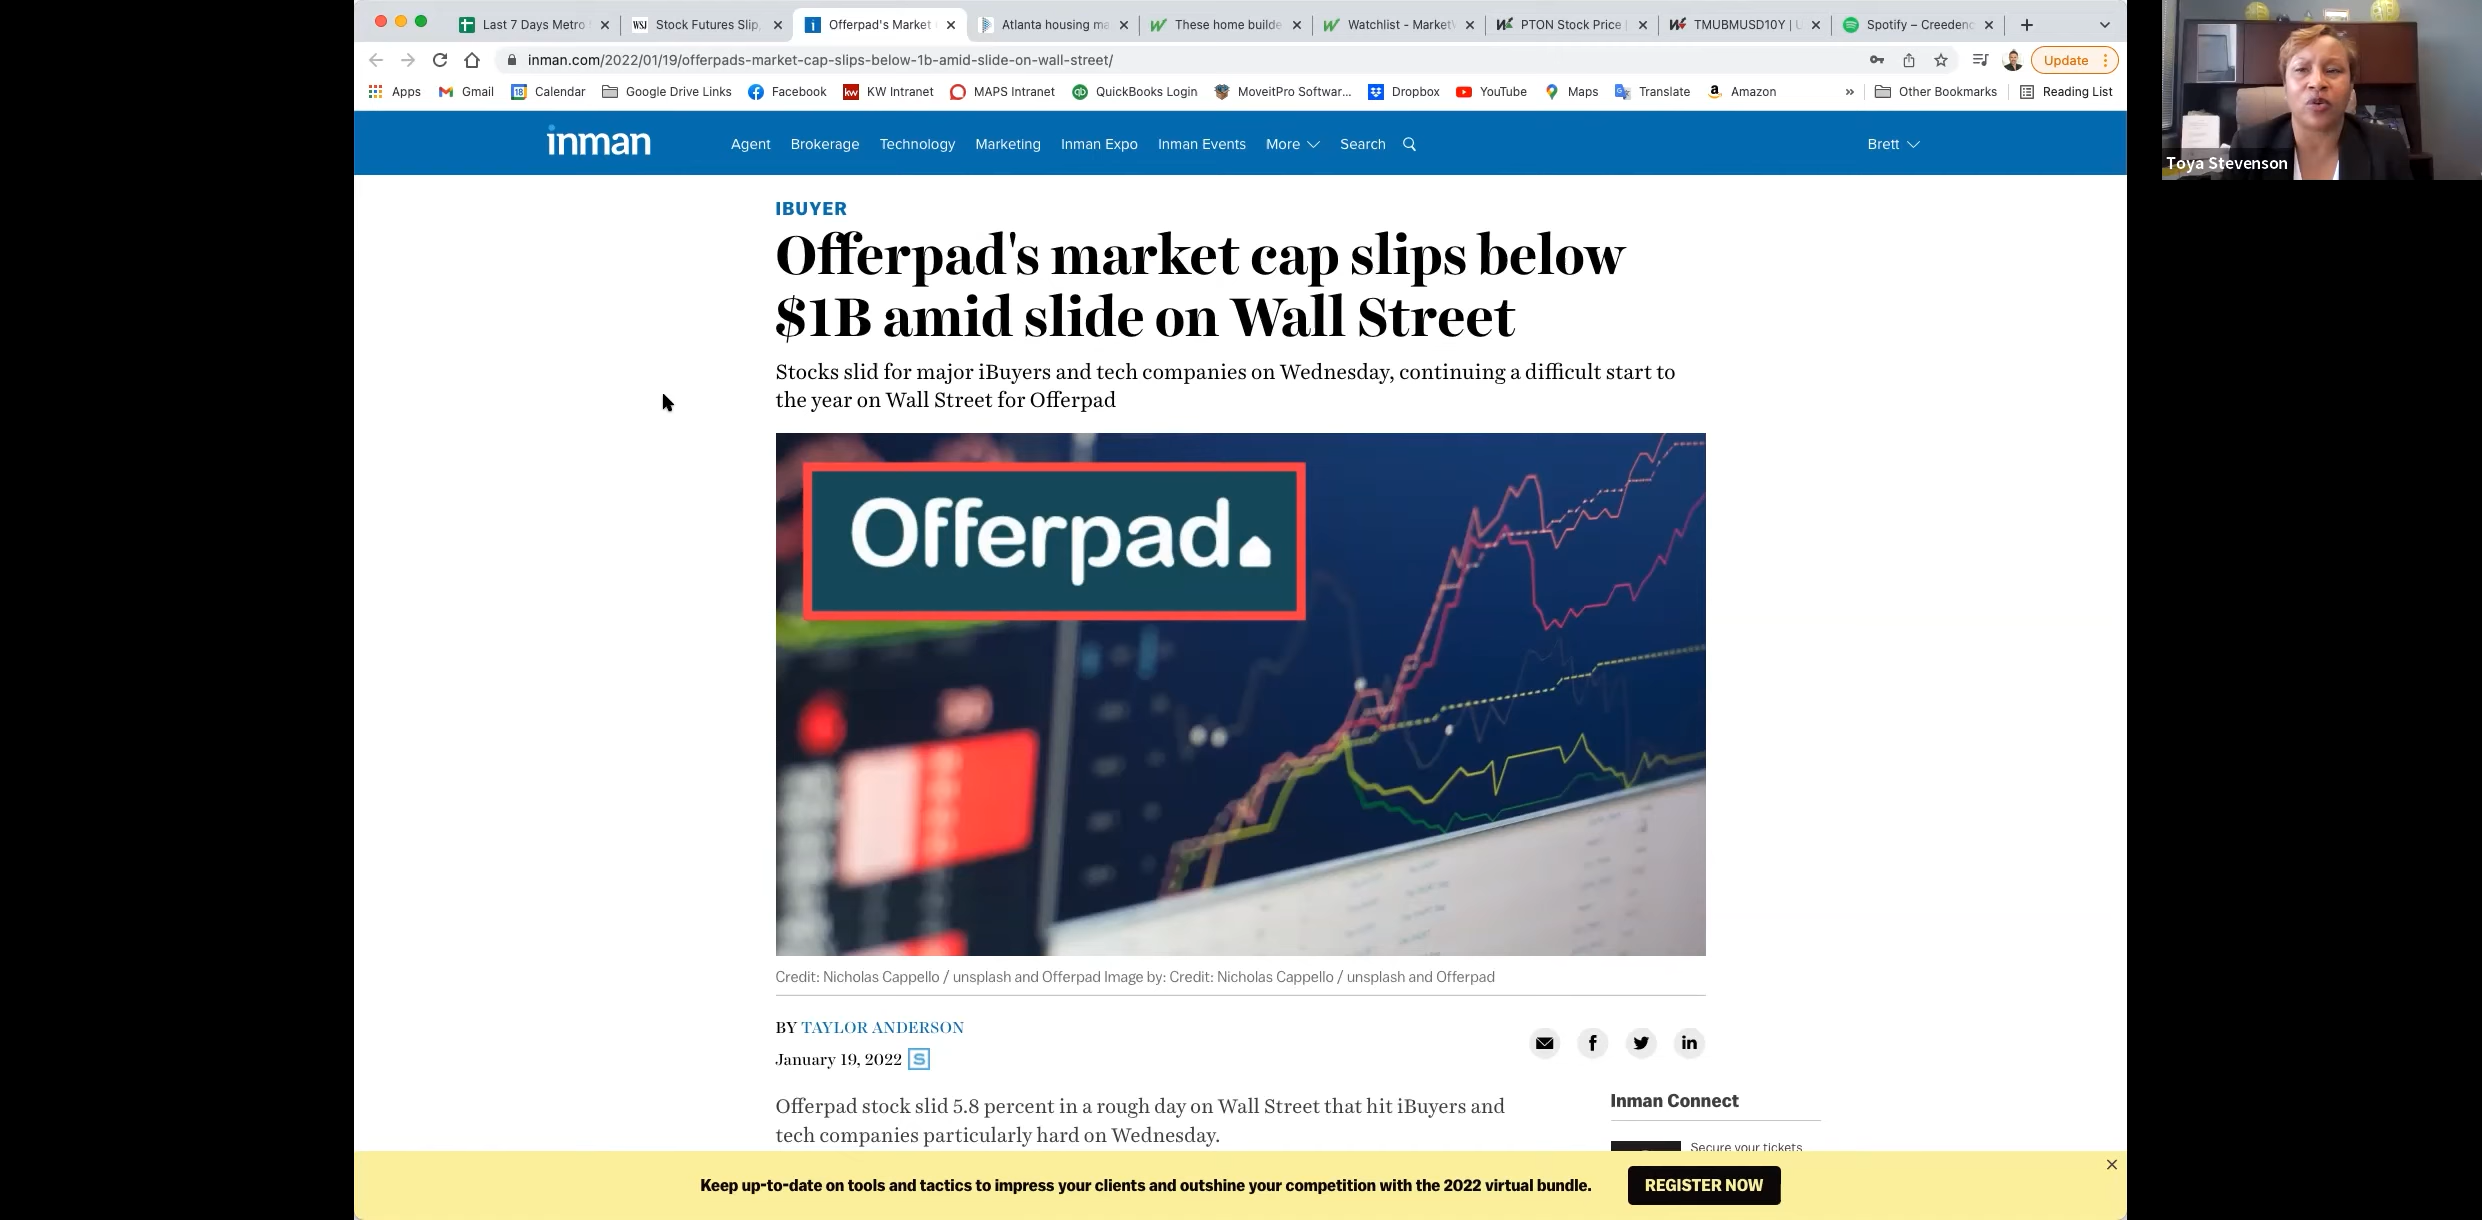 Last 7 Days Metro
Stock Futures Slip,
Offerpad's Market
Atlanta housing ma
These home builde
Watchlist - Market
PTON Stock Price |
TMUBMUSD10Y | U
Spotify – Creedenc
inman.com/2022/01/19/offerpads-market-cap-slips-below-1b-amid-slide-on-wall-street/
Update
Apps Gmail Calendar Google Drive Links Facebook KW Intranet MAPS Intranet QuickBooks Login MoveitPro Softwar... Dropbox YouTube Maps Translate Amazon » Other Bookmarks Reading List
inman
Agent Brokerage Technology Marketing Inman Expo Inman Events More Search
Brett
IBUYER
Offerpad's market cap slips below
$1B amid slide on Wall Street
Stocks slid for major iBuyers and tech companies on Wednesday, continuing a difficult start to
the year on Wall Street for Offerpad
Offerpad.
Credit: Nicholas Cappello / unsplash and Offerpad Image by: Credit: Nicholas Cappello / unsplash and Offerpad
BY TAYLOR ANDERSON
January 19, 2022 S
Offerpad stock slid 5.8 percent in a rough day on Wall Street that hit iBuyers and
tech companies particularly hard on Wednesday.
Inman Connect
Secure your tickets
Keep up-to-date on tools and tactics to impress your clients and outshine your competition with the 2022 virtual bundle.
REGISTER NOW
Toya Stevenson